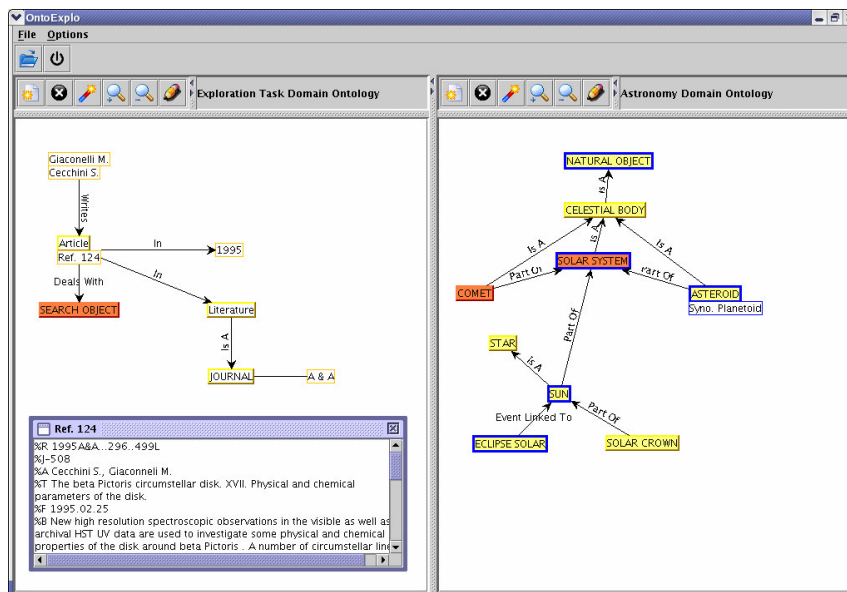 OntoExplo
File Options
Exploration Task Domain Ontology
Giaconelli M.
Cecchini S.
Writes
Article
Ref. 124
In
1995
Deals With
In
SEARCH OBJECT
Literature
Is A
JOURNAL
A & A
Ref. 124
%R 1995A&A...296..499L
%J-508
%A Cecchini S., Giaconneli M.
%T The beta Pictoris circumstellar disk. XVII. Physical and chemical
parameters of the disk.
%F 1995.02.25
%B New high resolution spectroscopic observations in the visible as well as
archival HST UV data are used to investigate some physical and chemical
properties of the disk around beta Pictoris . A number of circumstellar line
Astronomy Domain Ontology
NATURAL OBJECT
is A
CELESTIAL BODY
Is A
is A
Is A
SOLAR SYSTEM
Part Of
Part Of
COMET
ASTEROID
Syno. Planetoid
Part Of
STAR
is A
SUN
Event Linked To
Part Of
ECLIPSE SOLAR
SOLAR CROWN